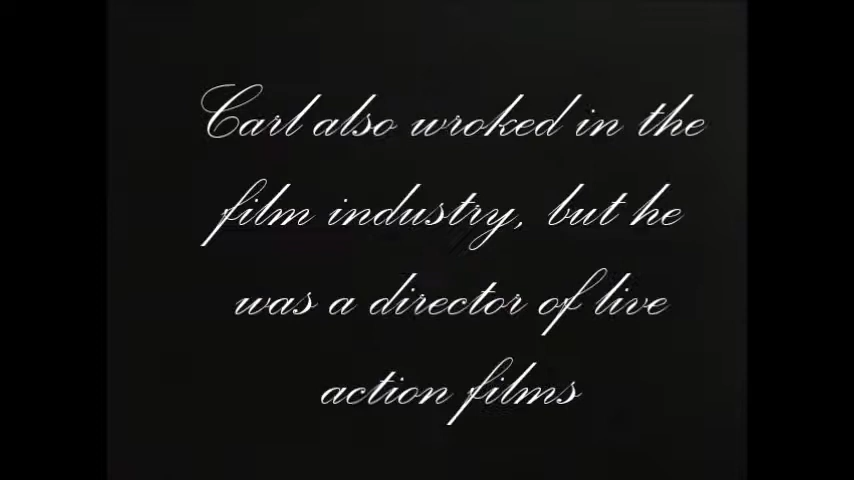 Carl also wroked in the
film industry, but he
was a director of live
action films